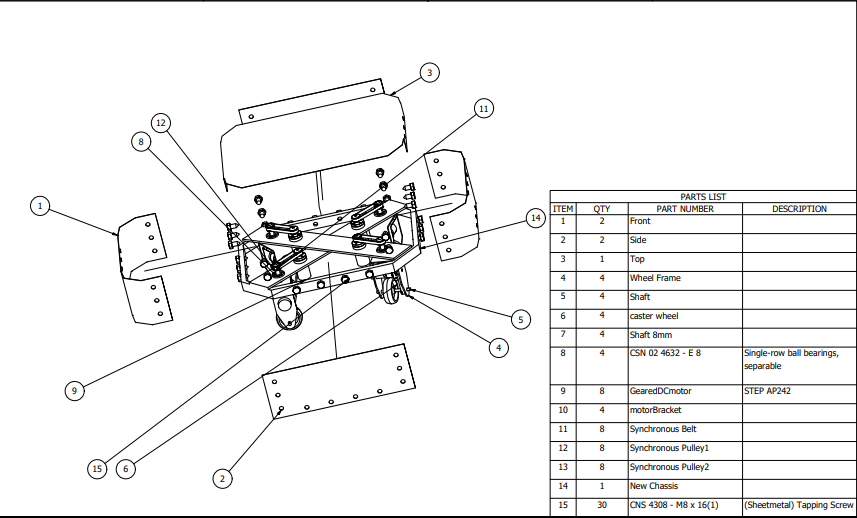 3
11
12
8
1
14
5
4
9
15
6
2
PARTS LIST
ITEM QTY PART NUMBER DESCRIPTION
1 2 Front
2 2 Side
3 1 Top
4 4 Wheel Frame
5 4 Shaft
6 4 caster wheel
7 4 Shaft 8mm
8 4 CSN 02 4632 - E 8 Single-row ball bearings,
separable
9 8 GearedDCmotor STEP AP242
10 4 motorBracket
11 8 Synchronous Belt
12 8 Synchronous Pulley1
13 8 Synchronous Pulley2
14 1 New Chassis
15 30 CNS 4308 - M8 x 16(1) (Sheetmetal) Tapping Screw